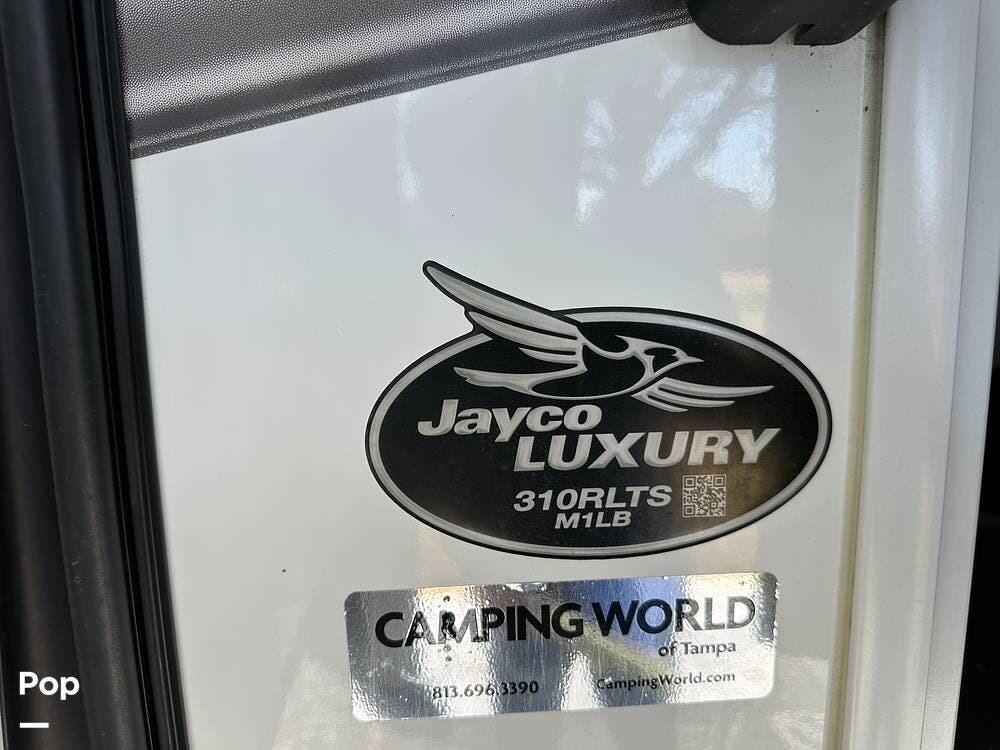 Jayco
LUXURY
310RLTS
M1LB
CAMPING WORLD
of Tampa
813.696.3390
CampingWorld.com
Pop